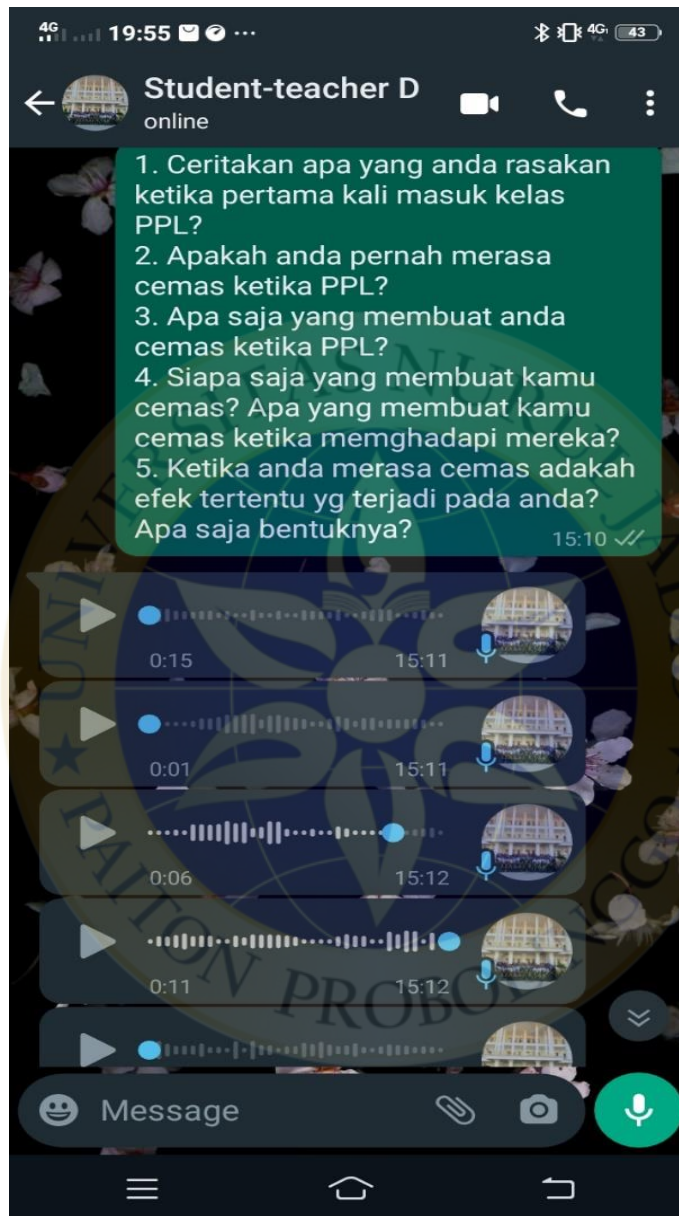 4G 19:55 ... 4G 43
Student-teacher D
online
1. Ceritakan apa yang anda rasakan
ketika pertama kali masuk kelas
PPL?
2. Apakah anda pernah merasa
cemas ketika PPL?
3. Apa saja yang membuat anda
cemas ketika PPL?
4. Siapa saja yang membuat kamu
cemas? Apa yang membuat kamu
cemas ketika memghadapi mereka?
5. Ketika anda merasa cemas adakah
efek tertentu yg terjadi pada anda?
Apa saja bentuknya?
15:10
0:15 15:11
0:01 15:11
0:06 15:12
0:11 15:12
Message
PAITON PROBOLINGGO